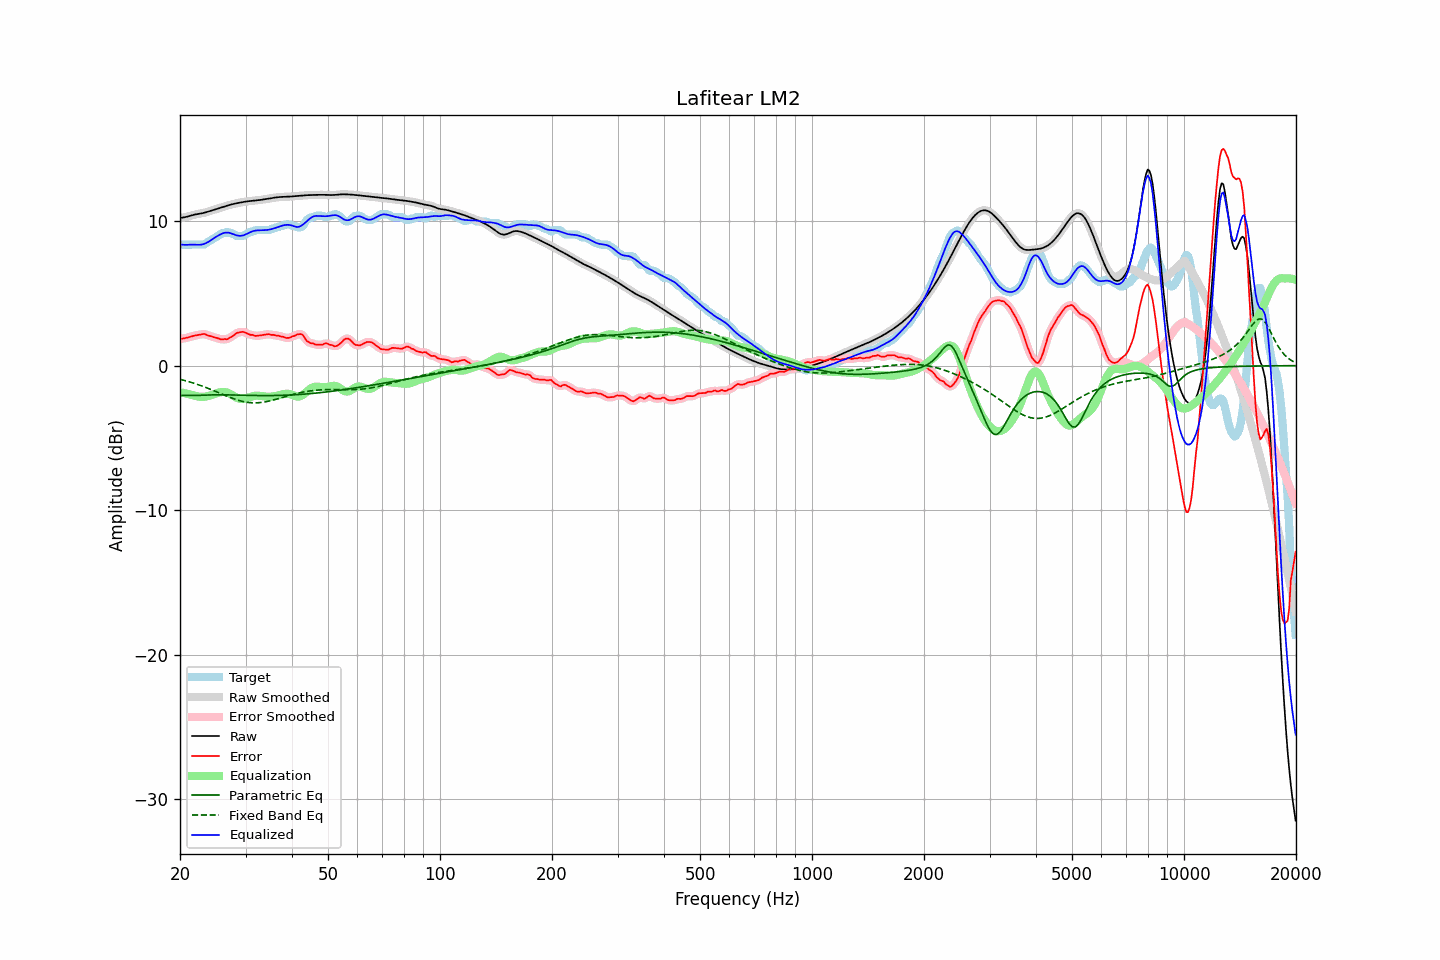 Lafitear LM2
Amplitude (dBr)
10
0
−10
−20
−30
Target
Raw Smoothed
Error Smoothed
Raw
Error
Equalization
Parametric Eq
Fixed Band Eq
Equalized
20 50 100 200 500 1000 2000 5000 10000 20000
Frequency (Hz)